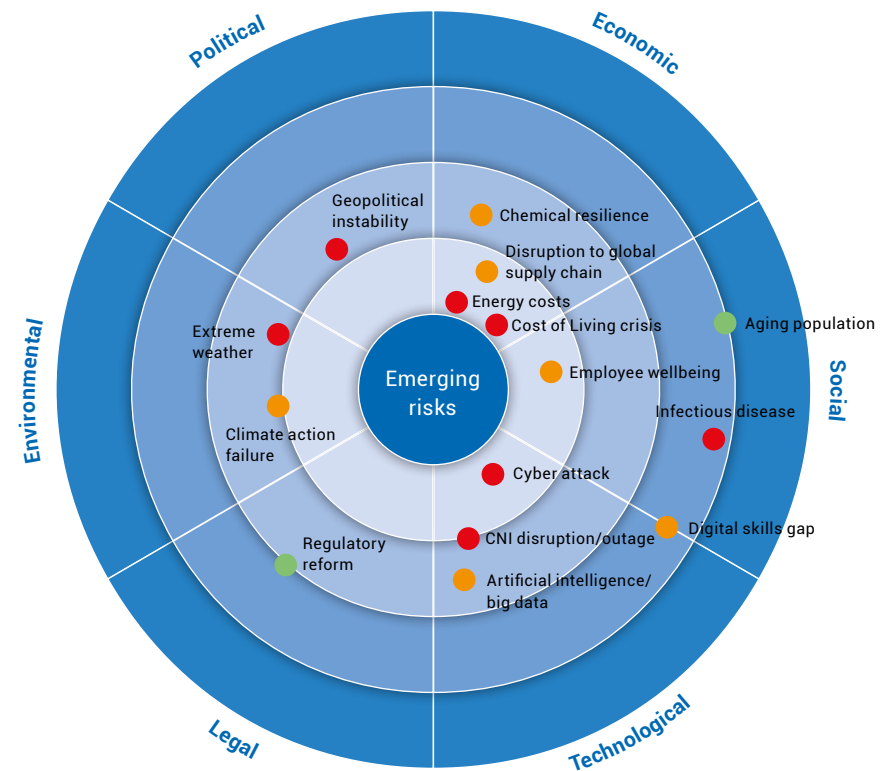 Political
Economic
Geopolitical
instability
Chemical resilience
Disruption to global
supply chain
Energy costs
Cost of Living crisis
Aging population
Extreme
weather
Environmental
Emerging
risks
Employee wellbeing
Social
Infectious disease
Climate action
failure
Cyber attack
Digital skills gap
CNI disruption/outage
Regulatory
reform
Artificial intelligence/
big data
Legal
Technological